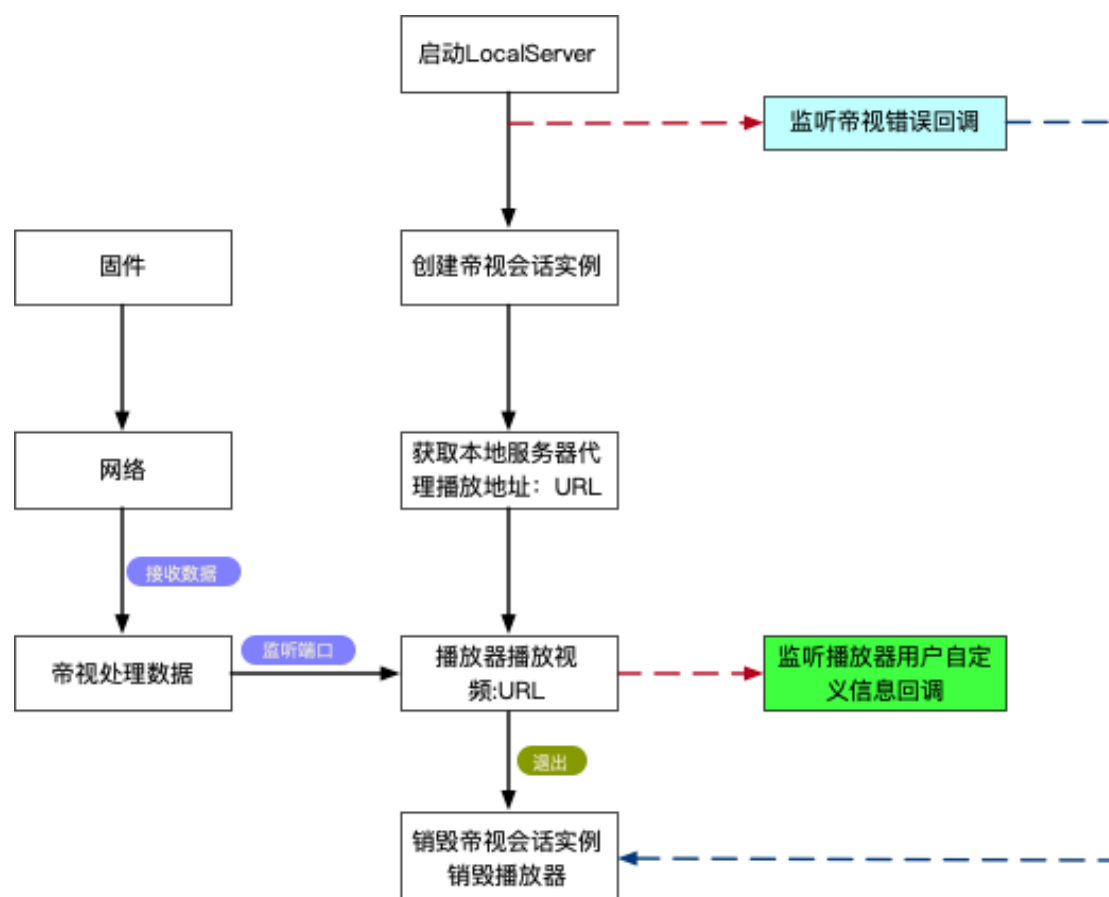 启动LocalServer
监听帝视错误回调
固件
创建帝视会话实例
网络
获取本地服务器代
理播放地址：URL
接收数据
帝视处理数据
监听端口
播放器播放视
频:URL
监听播放器用户自定
义信息回调
退出
销毁帝视会话实例
销毁播放器